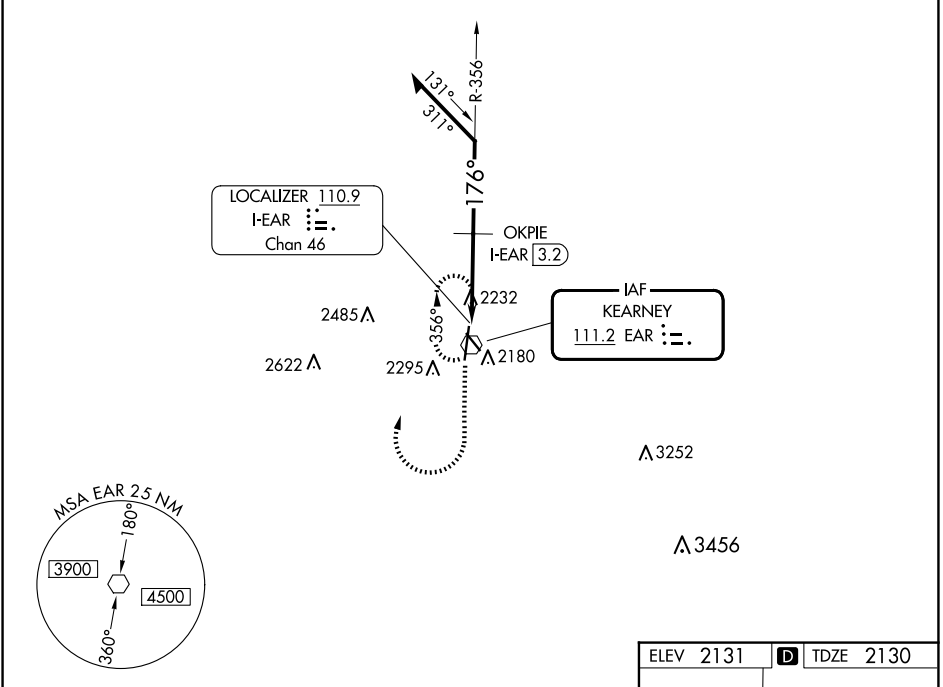 R-356
131°
311°
176°
LOCALIZER 110.9
I-EAR
Chan 46
OKPIE
I-EAR 3.2
2232
IAF
KEARNEY
111.2 EAR
2485
356°
2622
2295
2180
3252
MSA EAR 25 NM
180°
3900
4500
360°
3456
ELEV 2131 D TDZE 2130